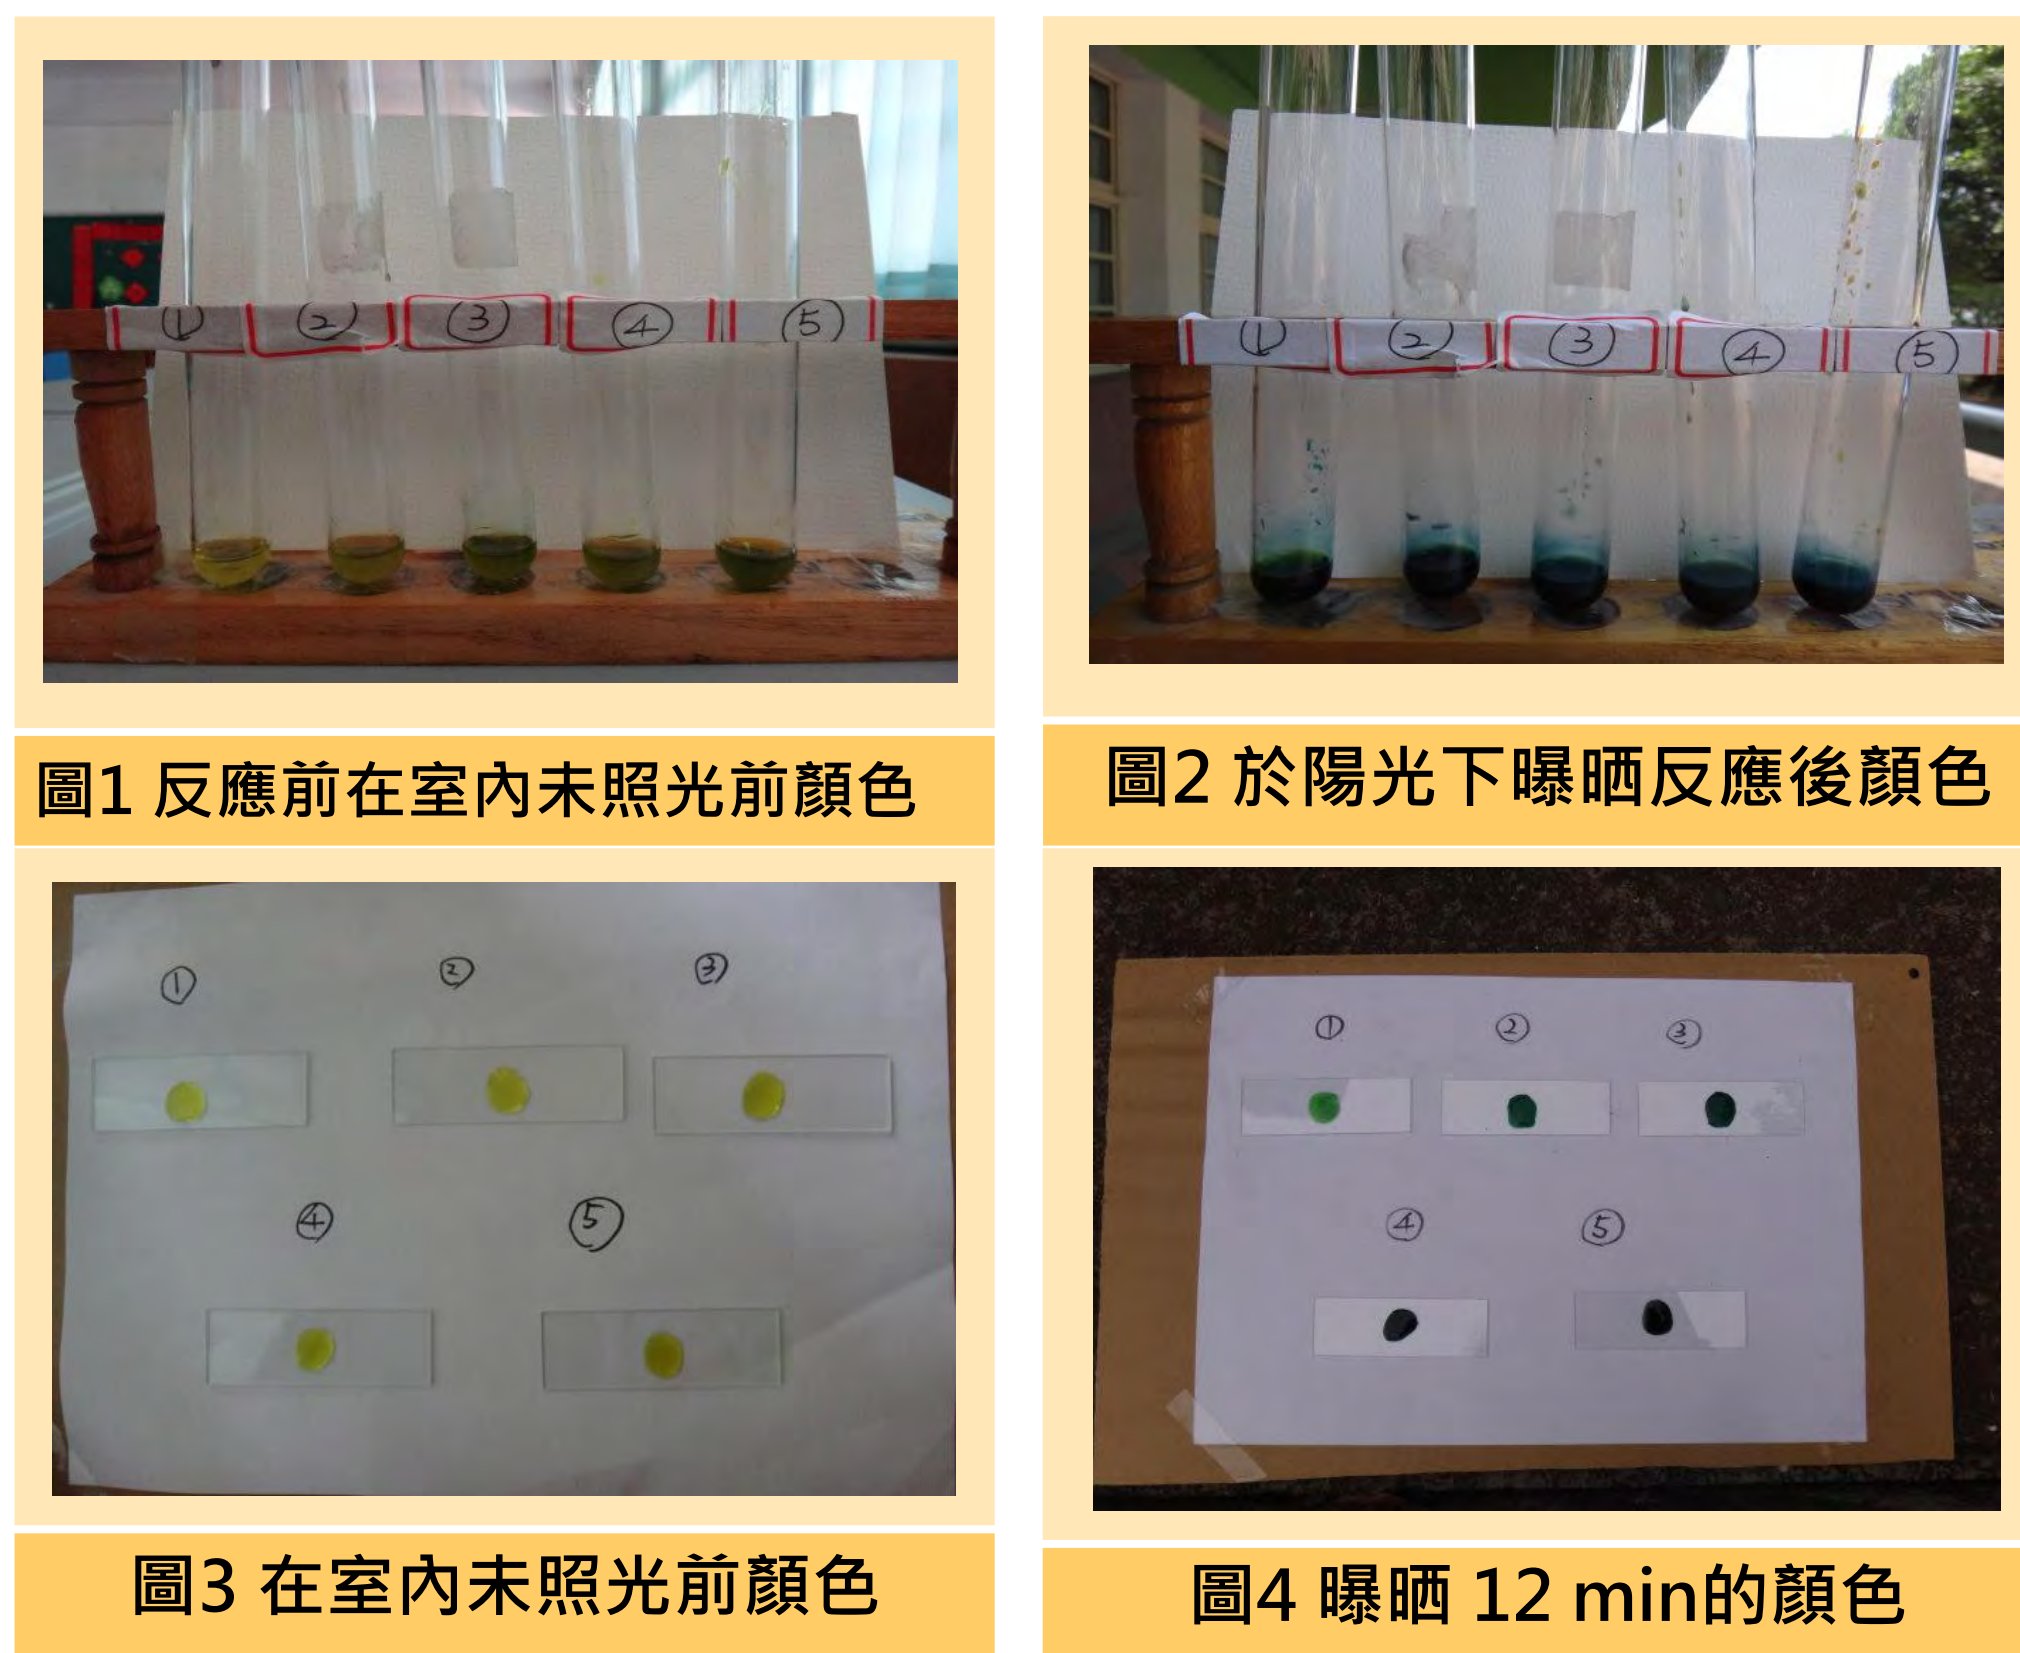 ① ② ③ ④ ⑤
① ② ③ ④ ⑤
圖1 反應前在室內未照光前顏色
圖2 於陽光下曝晒反應後顏色
① ② ③
④ ⑤
① ② ③
④ ⑤
圖3 在室內未照光前顏色
圖4 曝晒 12 min的顏色